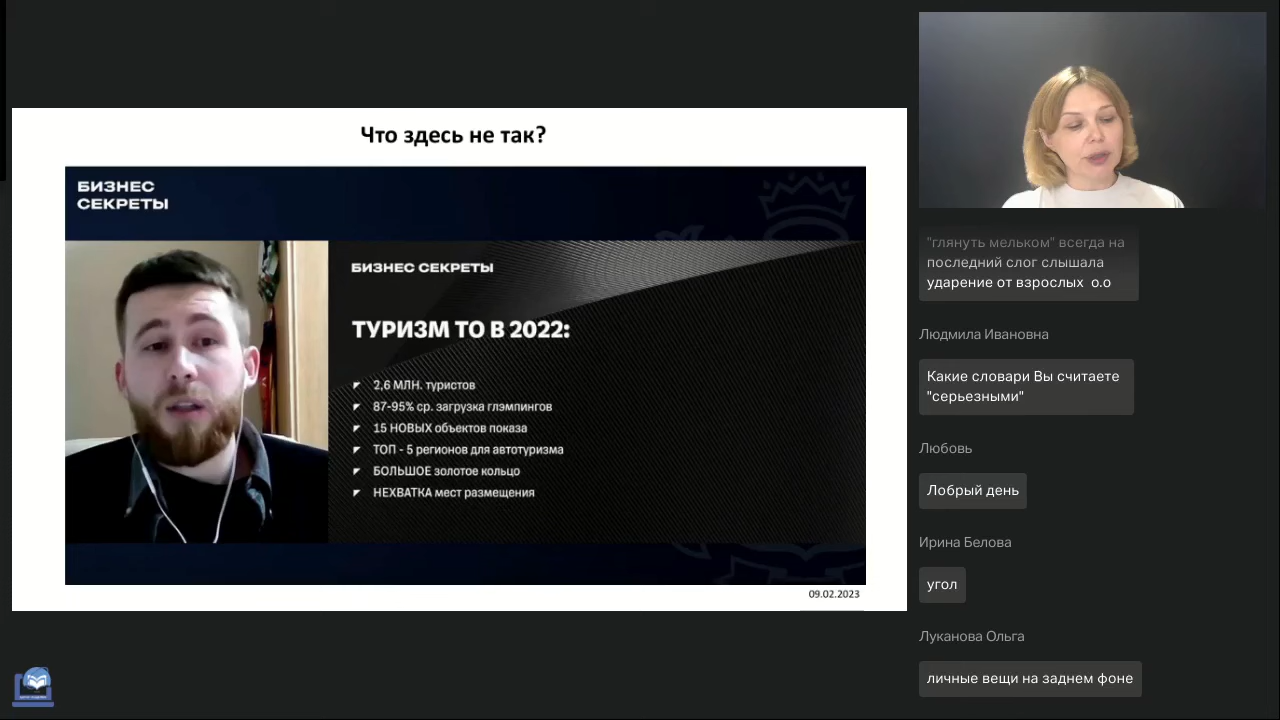 Что здесь не так?
БИЗНЕС
СЕКРЕТЫ
БИЗНЕС СЕКРЕТЫ
ТУРИЗМ ТО В 2022:
2,6 МЛН. туристов
87-95% ср. загрузка глэмпингов
15 НОВЫХ объектов показа
ТОП - 5 регионов для автотуризма
БОЛЬШОЕ золотое кольцо
НЕХВАТКА мест размещения
09.02.2023
"глянуть мельком" всегда на
последний слог слышала
ударение от взрослых о.о
Людмила Ивановна
Какие словари Вы считаете
"серьезными"
Любовь
Лобрый день
Ирина Белова
угол
Луканова Ольга
личные вещи на заднем фоне